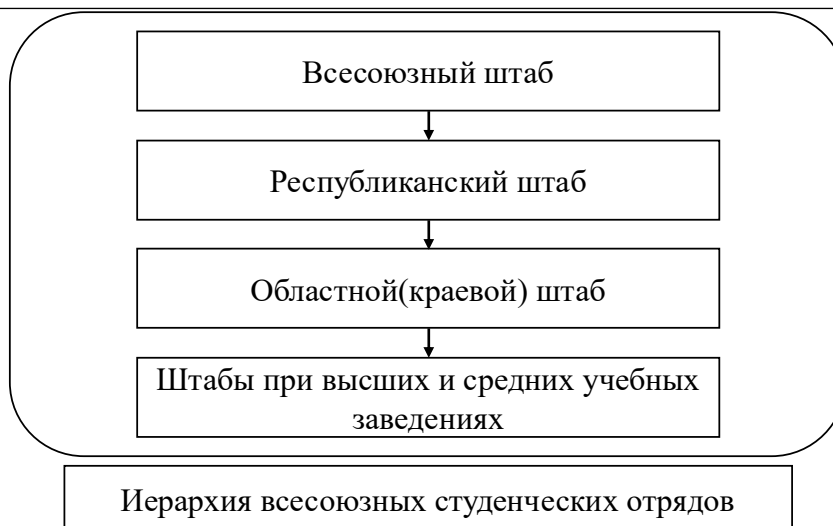 Всесоюзный штаб
Республиканский штаб
Областной(краевой) штаб
Штабы при высших и средних учебных
заведениях
Иерархия всесоюзных студенческих отрядов